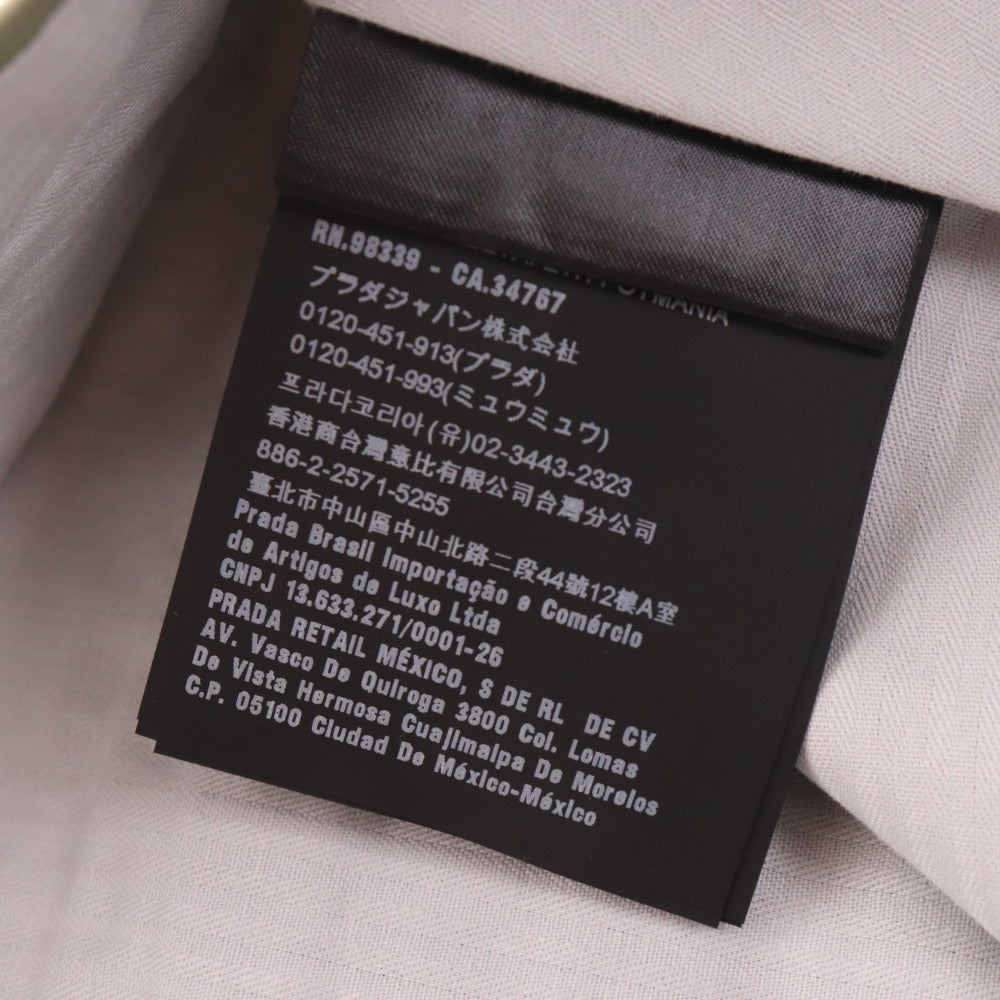 RN.98339 - CA.34767
プラダジャパン株式会社
0120-451-913(プラダ)
0120-451-993(ミュウミュウ)
프라다코리아(유)02-3443-2323
香港商台灣意比有限公司台灣分公司
886-2-2571-5255
臺北市中山區中山北路二段44號12樓A室
Prada Brasil Importação e Comércio
de Artigos de Luxo Ltda
CNPJ 13.633.271/0001-26
PRADA RETAIL MÉXICO, S DE RL DE CV
AV. Vasco De Quiroga 3800 Col. Lomas
De Vista Hermosa Cuajimalpa De Morelos
C.P. 05100 Ciudad De México-México